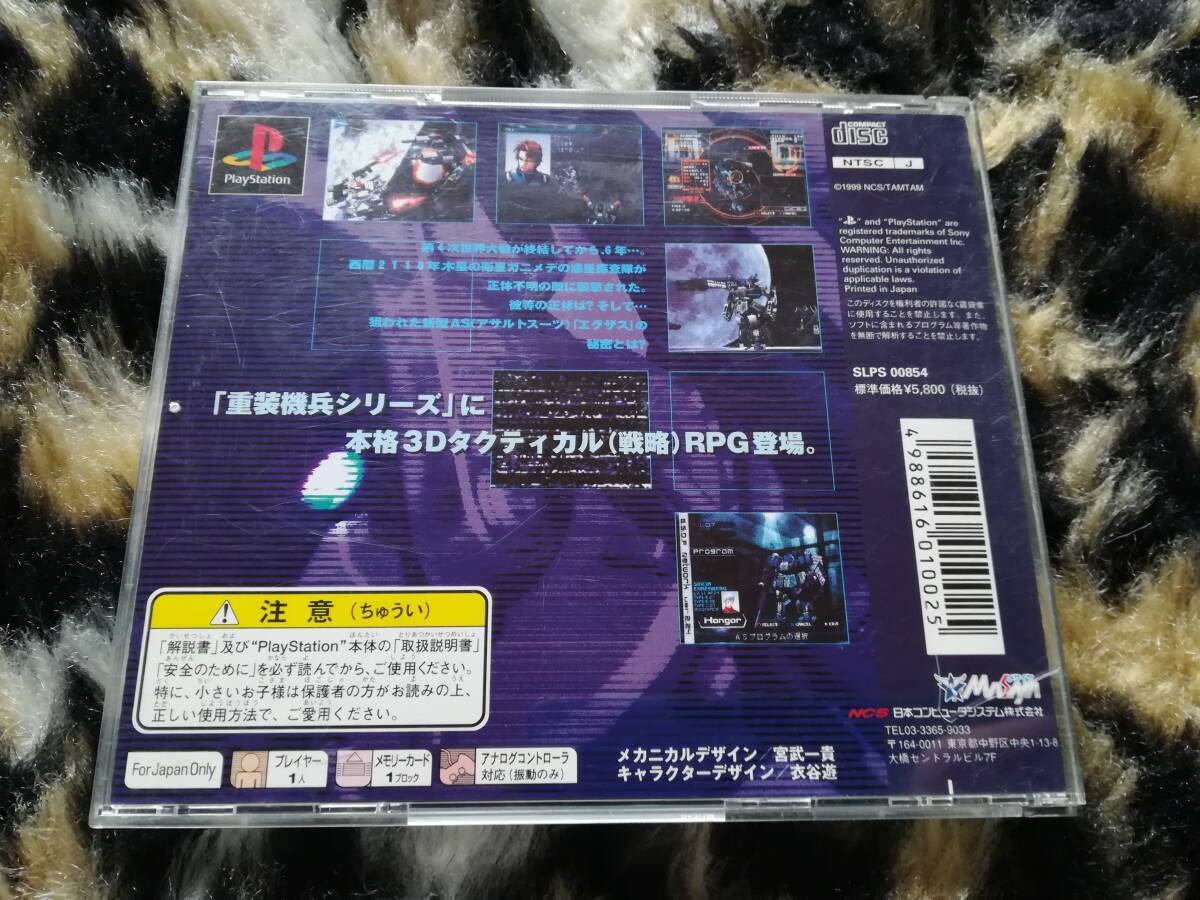 PlayStation
COMPACT
disc
NTSC J
©1999 NCS/TAMTAM
" " and "PlayStation" are
registered trademarks of Sony
Computer Entertainment Inc.
WARNING: All rights
reserved. Unauthorized
duplication is a violation of
applicable laws.
Printed in Japan
このディスクを権利者の許諾なく賃貸業
に使用することを禁止します。また、
ソフトに含まれるプログラム等著作物
を無断で解析することを禁止します。
SLPS 00854
標準価格¥5,800(税抜)
4 988616 010025
第4次世界大戦が終結してから、6年…。
西暦2118年木星の衛星ガニメデの惑星調査隊が
正体不明の敵に襲撃された。
彼等の正体は?そして…
狙われた新型AS(アサルトスーツ)「エクザス」の
秘密とは?
「重装機兵シリーズ」に
本格3Dタクティカル(戦略)RPG登場。
Program
Hangar
ASプログラムの選択
注意(ちゅうい)
「解説書」及び"PlayStation"本体の「取扱説明書」
「安全のために」を必ず読んでから、ご使用ください。
特に、小さいお子様は保護者の方がお読みの上、
正しい使用方法で、ご愛用ください。
For Japan Only
プレイヤー
1人
メモリーカード
1ブロック
アナログコントローラ
対応(振動のみ)
メカニカルデザイン/宮武一貴
キャラクターデザイン/衣谷遊
MASAYA
NCS 日本コンピュータシステム株式会社
TEL03-3365-9033
〒164-0011 東京都中野区中央1-13-8
大橋セントラルビル7F